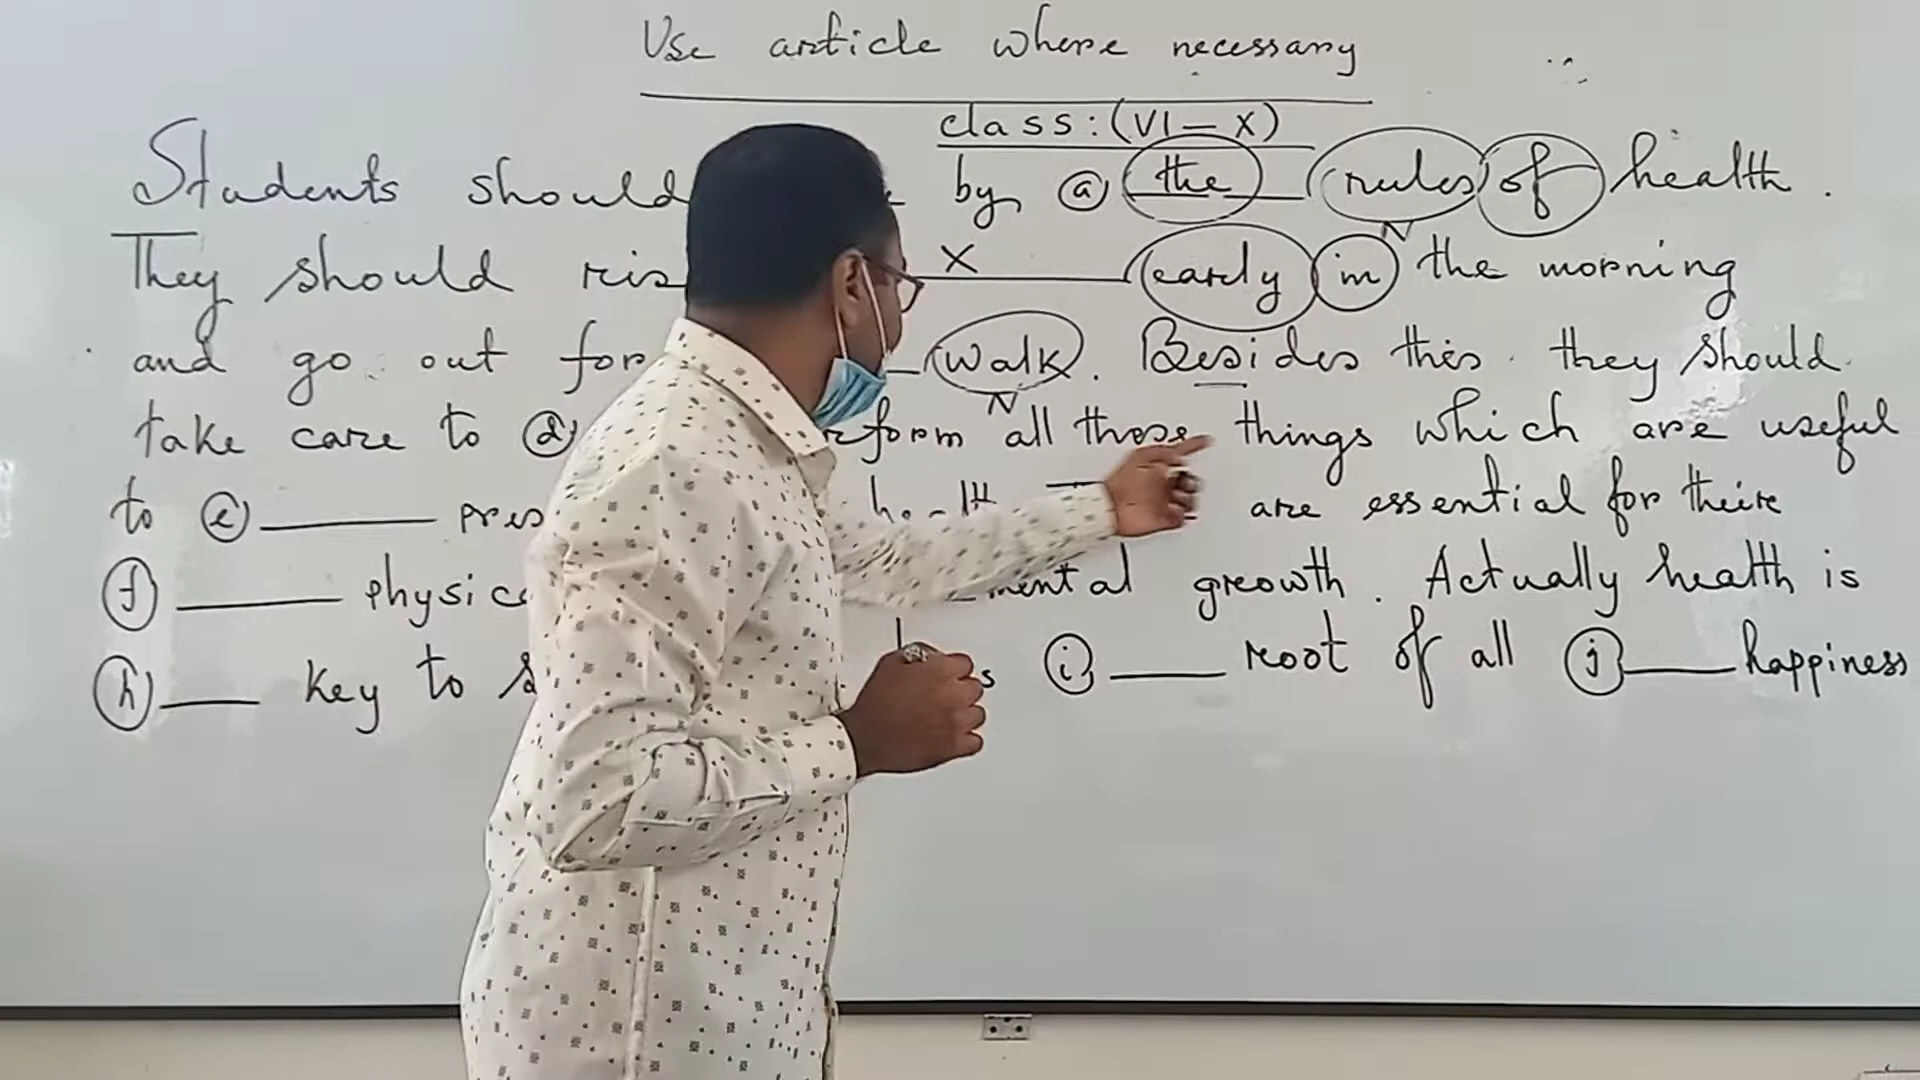 Use article where necessary
class: (VI – X)
Students should by (a) the rules of health.
N
They should ris X early in the morning
and go out for walk. Besides this they should
N
take care to (d) form all those things which are useful
to (e) pres are essential for their
(f) physic mental growth. Actually health is
(h) key to s (i) root of all (j) happiness